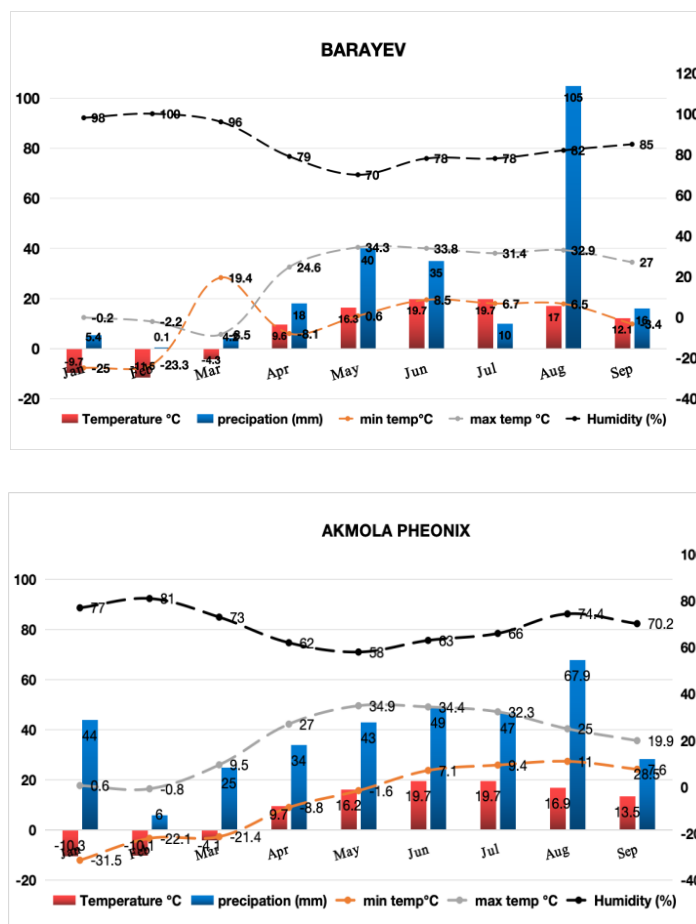 BARAYEV
120
100 100
98 100 96
80 80
79 70 78 78 82 85
105
60 60
40 40
24.6 34.3 33.8 31.4 32.9 27
40 35
20 20
19.4
-0.2 -2.2 -8.5
5.4 0.1 18 10 16
9.6 16.3 19.7 19.7 17 12.1
-8.1 0.6 8.5 6.7 6.5 -3.4
0 0
-9.7 -4.3
-25 -23.3
Jan Feb Mar Apr May Jun Jul Aug Sep
-20 -20
-40
Temperature °C precipation (mm) min temp°C max temp °C Humidity (%)
AKMOLA PHEONIX
100 100
80 80
77 81 73 62 58 63 66 74.4 70.2
60 60
67.9
40 40
44 6 25 34 43 49 47 28.5
0.6 -0.8 9.5 27 34.9 34.4 32.3 25 19.9
20 20
-8.8 -1.6 7.1 9.4 11 7.6
9.7 16.2 19.7 19.7 16.9 13.5
0 0
-10.3 -10.1 -4.1
-31.5 -22.1 -21.4
Jan Feb Mar Apr May Jun Jul Aug Sep
-20 -20
-40
Temperature °C precipation (mm) min temp°C max temp °C Humidity (%)